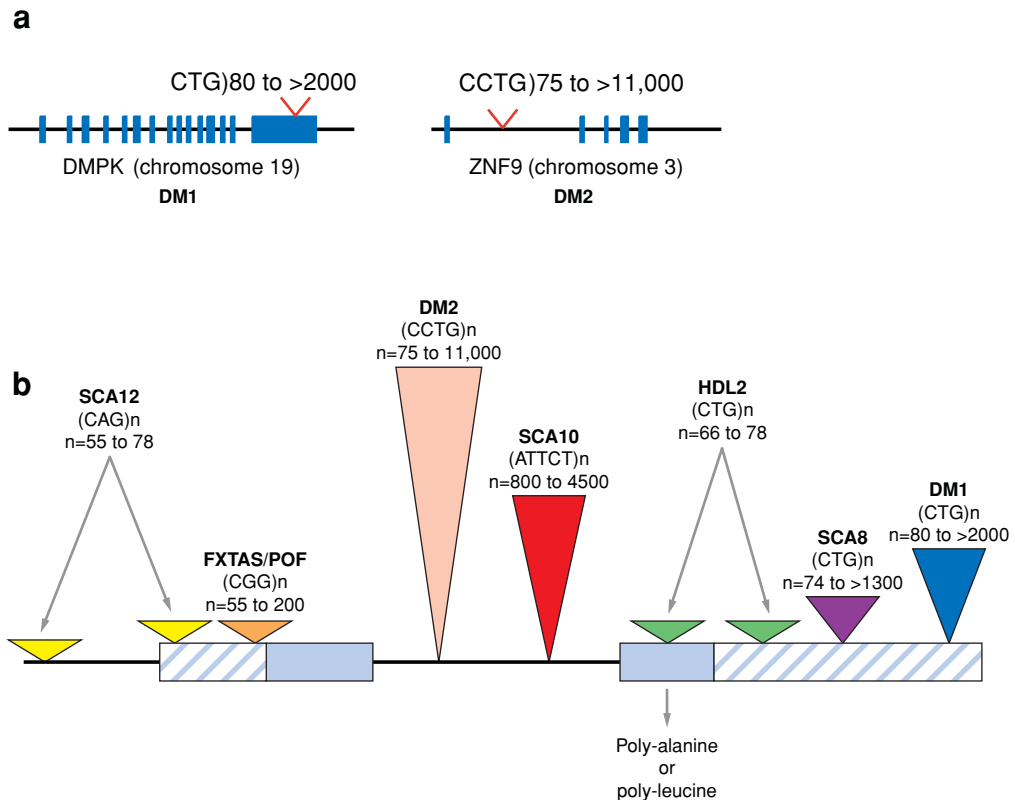 a
CTG)80 to >2000
DMPK (chromosome 19)
DM1
CCTG)75 to >11,000
ZNF9 (chromosome 3)
DM2
b
SCA12
(CAG)n
n=55 to 78
FXTAS/POF
(CGG)n
n=55 to 200
DM2
(CCTG)n
n=75 to 11,000
SCA10
(ATTCT)n
n=800 to 4500
HDL2
(CTG)n
n=66 to 78
SCA8
(CTG)n
n=74 to >1300
DM1
(CTG)n
n=80 to >2000
Poly-alanine
or
poly-leucine